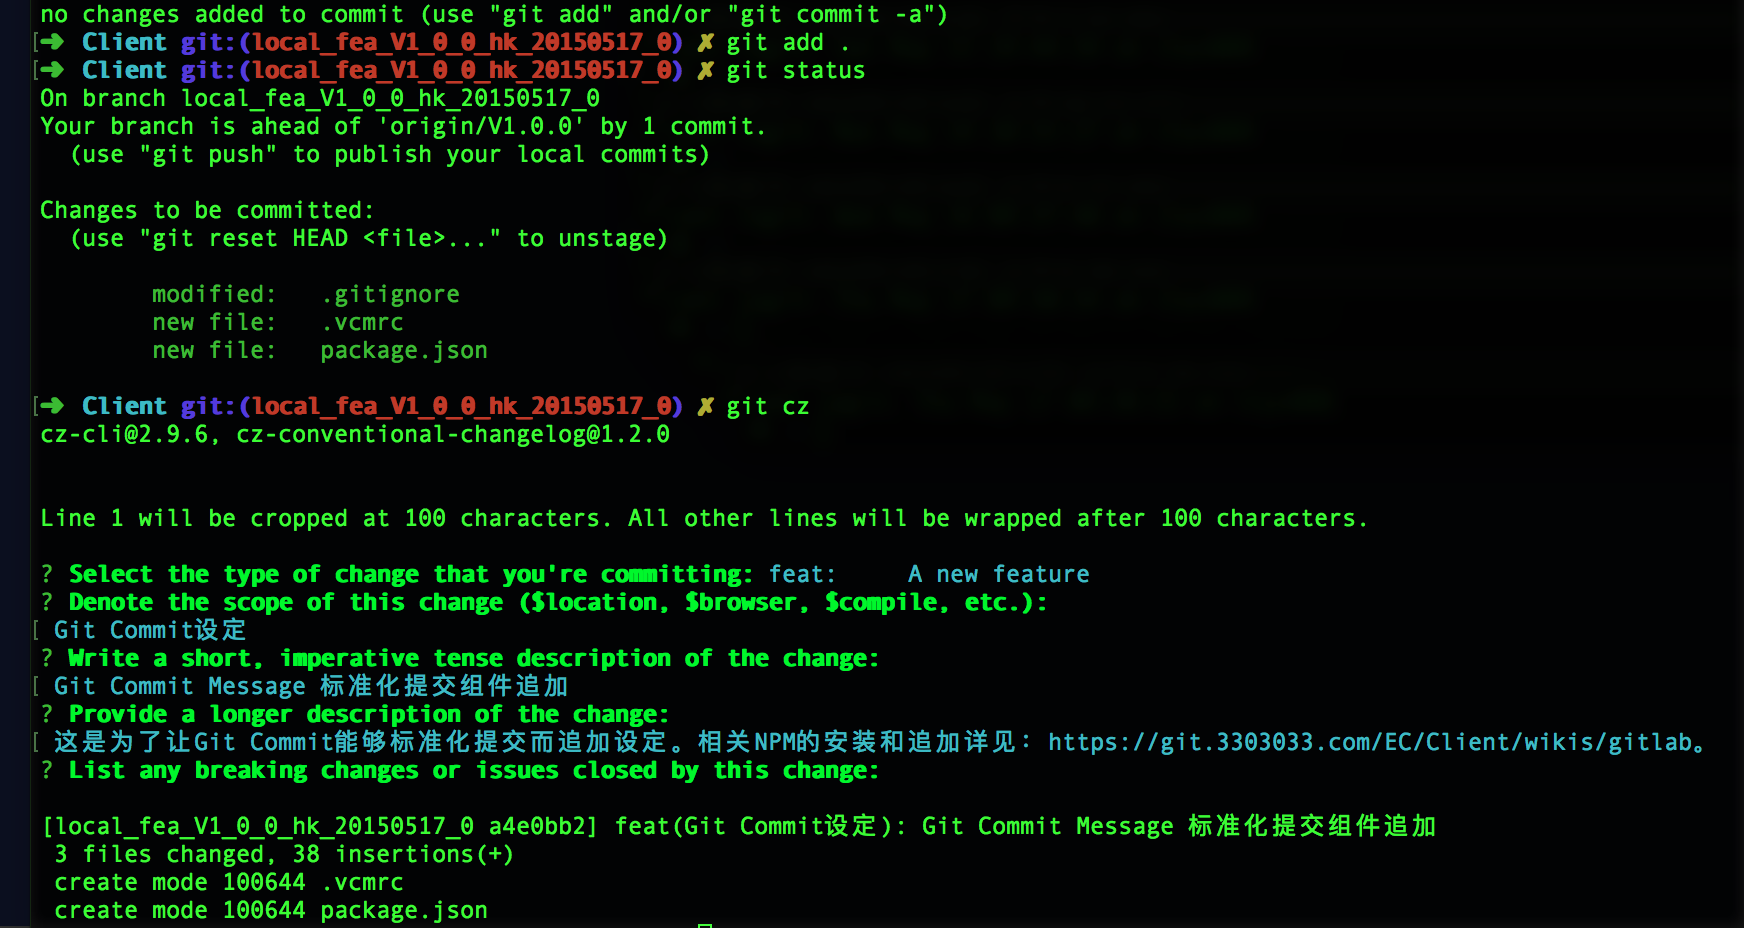 no changes added to commit (use "git add" and/or "git commit -a")
[➜  Client git:(local_fea_V1_0_0_hk_20150517_0) ✗ git add .
[➜  Client git:(local_fea_V1_0_0_hk_20150517_0) ✗ git status
On branch local_fea_V1_0_0_hk_20150517_0
Your branch is ahead of 'origin/V1.0.0' by 1 commit.
  (use "git push" to publish your local commits)
Changes to be committed:
  (use "git reset HEAD <file>..." to unstage)
        modified:   .gitignore
        new file:   .vcmrc
        new file:   package.json
[➜  Client git:(local_fea_V1_0_0_hk_20150517_0) ✗ git cz
cz-cli@2.9.6, cz-conventional-changelog@1.2.0
Line 1 will be cropped at 100 characters. All other lines will be wrapped after 100 characters.
? Select the type of change that you're committing: feat:     A new feature
? Denote the scope of this change ($location, $browser, $compile, etc.):
[ Git Commit设定
? Write a short, imperative tense description of the change:
[ Git Commit Message 标准化提交组件追加
? Provide a longer description of the change:
[ 这是为了让Git Commit能够标准化提交而追加设定。相关NPM的安装和追加详见：https://git.3303033.com/EC/Client/wikis/gitlab。
? List any breaking changes or issues closed by this change:
[local_fea_V1_0_0_hk_20150517_0 a4e0bb2] feat(Git Commit设定): Git Commit Message 标准化提交组件追加
 3 files changed, 38 insertions(+)
 create mode 100644 .vcmrc
 create mode 100644 package.json